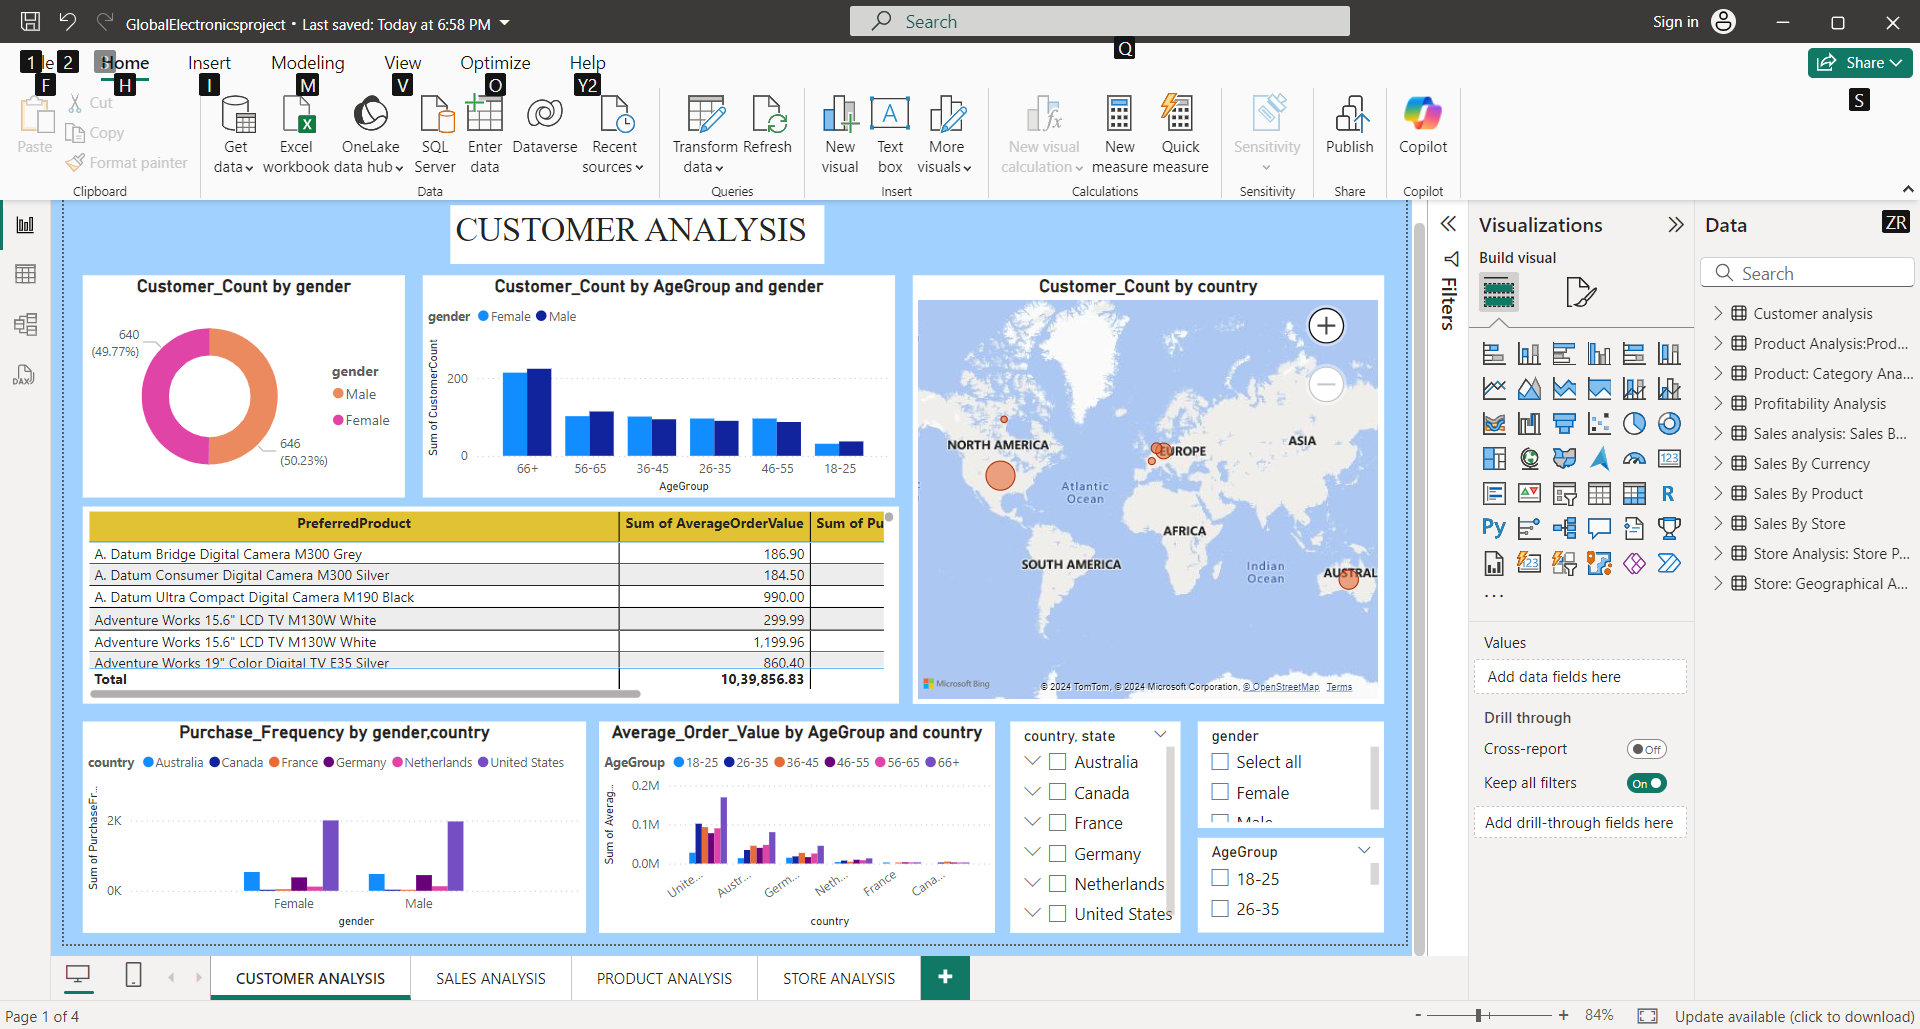 GlobalElectronicsproject • Last saved: Today at 6:58 PM
Search
Sign in
Q
1
2
Home
Insert
Modeling
View
Optimize
Help
Share
F
H
I
M
V
O
Y2
S
Paste
Cut
Copy
Format painter
Clipboard
Get data
Excel workbook
OneLake data hub
SQL Server
Enter data
Dataverse
Recent sources
Data
Transform data
Refresh
Queries
New visual
Text box
More visuals
Insert
New visual calculation
New measure
Quick measure
Calculations
Sensitivity
Sensitivity
Publish
Share
Copilot
Copilot
CUSTOMER ANALYSIS
Customer_Count by gender
640
(49.77%)
646
(50.23%)
gender
Male
Female
Customer_Count by AgeGroup and gender
gender Female Male
Sum of CustomerCount
200
0
66+ 56-65 36-45 26-35 46-55 18-25
AgeGroup
Customer_Count by country
NORTH AMERICA
EUROPE
ASIA
Atlantic Ocean
AFRICA
SOUTH AMERICA
Indian Ocean
AUSTRAL
Microsoft Bing
© 2024 TomTom, © 2024 Microsoft Corporation, © OpenStreetMap Terms
PreferredProduct Sum of AverageOrderValue Sum of Pu
A. Datum Bridge Digital Camera M300 Grey 186.90
A. Datum Consumer Digital Camera M300 Silver 184.50
A. Datum Ultra Compact Digital Camera M190 Black 990.00
Adventure Works 15.6" LCD TV M130W White 299.99
Adventure Works 15.6" LCD TV M130W White 1,199.96
Adventure Works 19" Color Digital TV E35 Silver 860.40
Total 10,39,856.83
Purchase_Frequency by gender,country
country Australia Canada France Germany Netherlands United States
Sum of PurchaseFr...
2K
0K
Female Male
gender
Average_Order_Value by AgeGroup and country
AgeGroup 18-25 26-35 36-45 46-55 56-65 66+
Sum of Averag...
0.2M
0.1M
0.0M
Unite... Austr... Germ... Neth... France Cana...
country
country, state
Australia
Canada
France
Germany
Netherlands
United States
gender
Select all
Female
Male
AgeGroup
18-25
26-35
Filters
Visualizations
Build visual
123
R
Py
123
...
Values
Add data fields here
Drill through
Cross-report Off
Keep all filters On
Add drill-through fields here
Data
ZR
Search
Customer analysis
Product Analysis:Prod...
Product: Category Ana...
Profitability Analysis
Sales analysis: Sales B...
Sales By Currency
Sales By Product
Sales By Store
Store Analysis: Store P...
Store: Geographical A...
DAX
CUSTOMER ANALYSIS
SALES ANALYSIS
PRODUCT ANALYSIS
STORE ANALYSIS
+
Page 1 of 4
- + 84%
Update available (click to download)